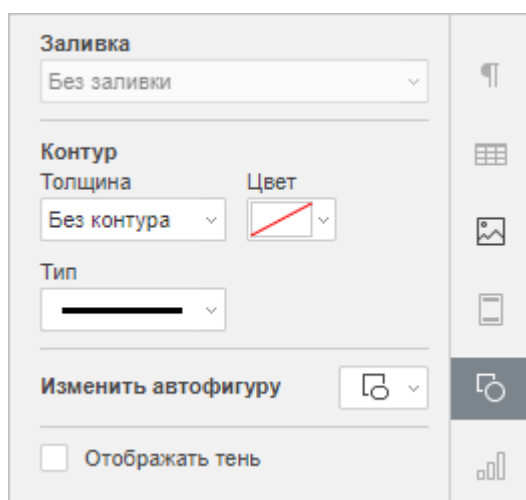 Заливка
Без заливки
Контур
Толщина Цвет
Без контура
Тип
Изменить автофигуру
Отображать тень